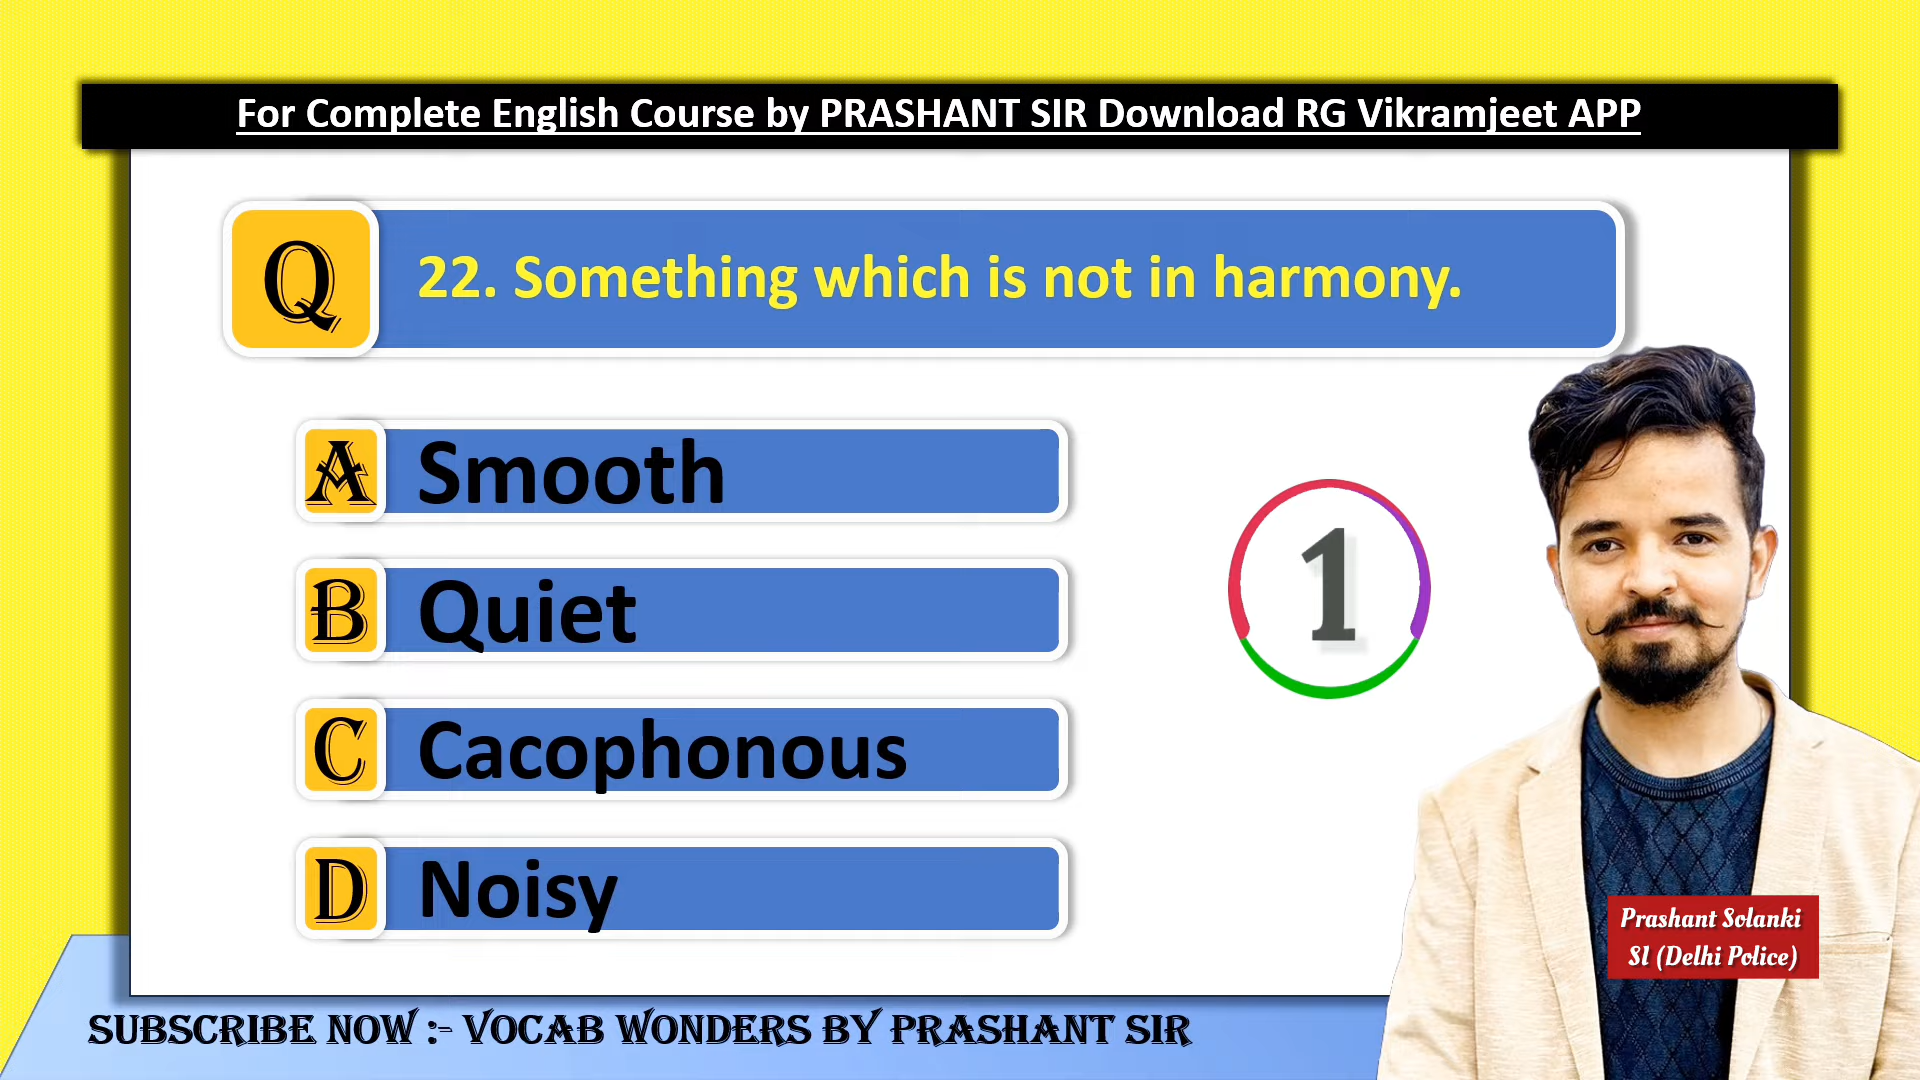 For Complete English Course by PRASHANT SIR Download RG Vikramjeet APP
Q
22. Something which is not in harmony.
A
Smooth
B
Quiet
C
Cacophonous
D
Noisy
1
Prashant Solanki
SI (Delhi Police)
SUBSCRIBE NOW :- VOCAB WONDERS BY PRASHANT SIR